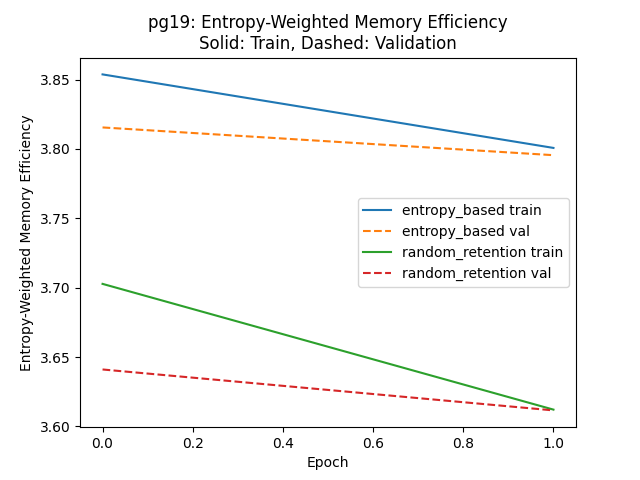 pg19: Entropy-Weighted Memory Efficiency
Solid: Train, Dashed: Validation
Entropy-Weighted Memory Efficiency
3.85
3.80
3.75
3.70
3.65
3.60
entropy_based train
entropy_based val
random_retention train
random_retention val
0.0 0.2 0.4 0.6 0.8 1.0
Epoch